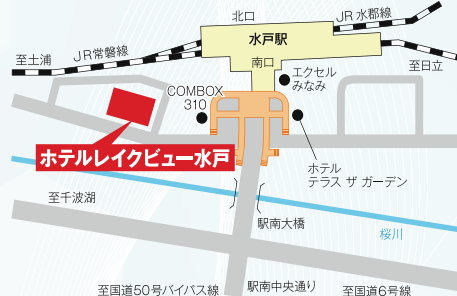 北口
JR水郡線
水戸駅
至土浦
JR常磐線
南口
至日立
エクセル
みなみ
COMBOX
310
ホテルレイクビュー水戸
ホテル
テラス ザ ガーデン
至千波湖
駅南大橋
桜川
至国道50号バイパス線
駅南中央通り
至国道6号線